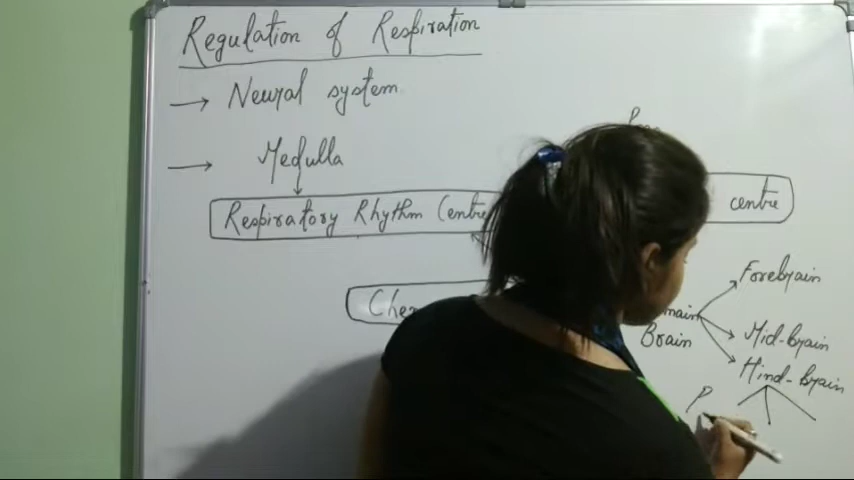 Regulation of Respiration
→ Neural system
→ Medulla
Respiratory Rhythm Centre
centre
Forebrain
Brain
Mid-brain
Hind-brain
P